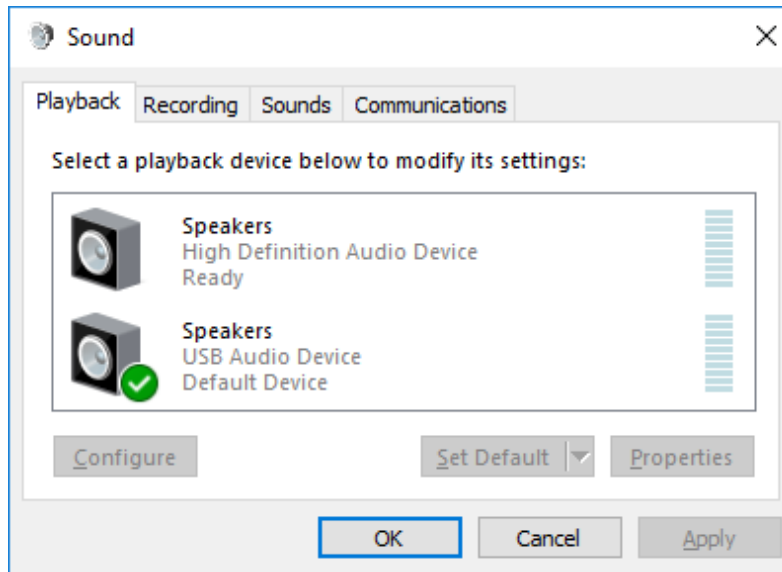 Sound
Playback Recording Sounds Communications
Select a playback device below to modify its settings:
Speakers
High Definition Audio Device
Ready
Speakers
USB Audio Device
Default Device
Configure Set Default Properties
OK Cancel Apply